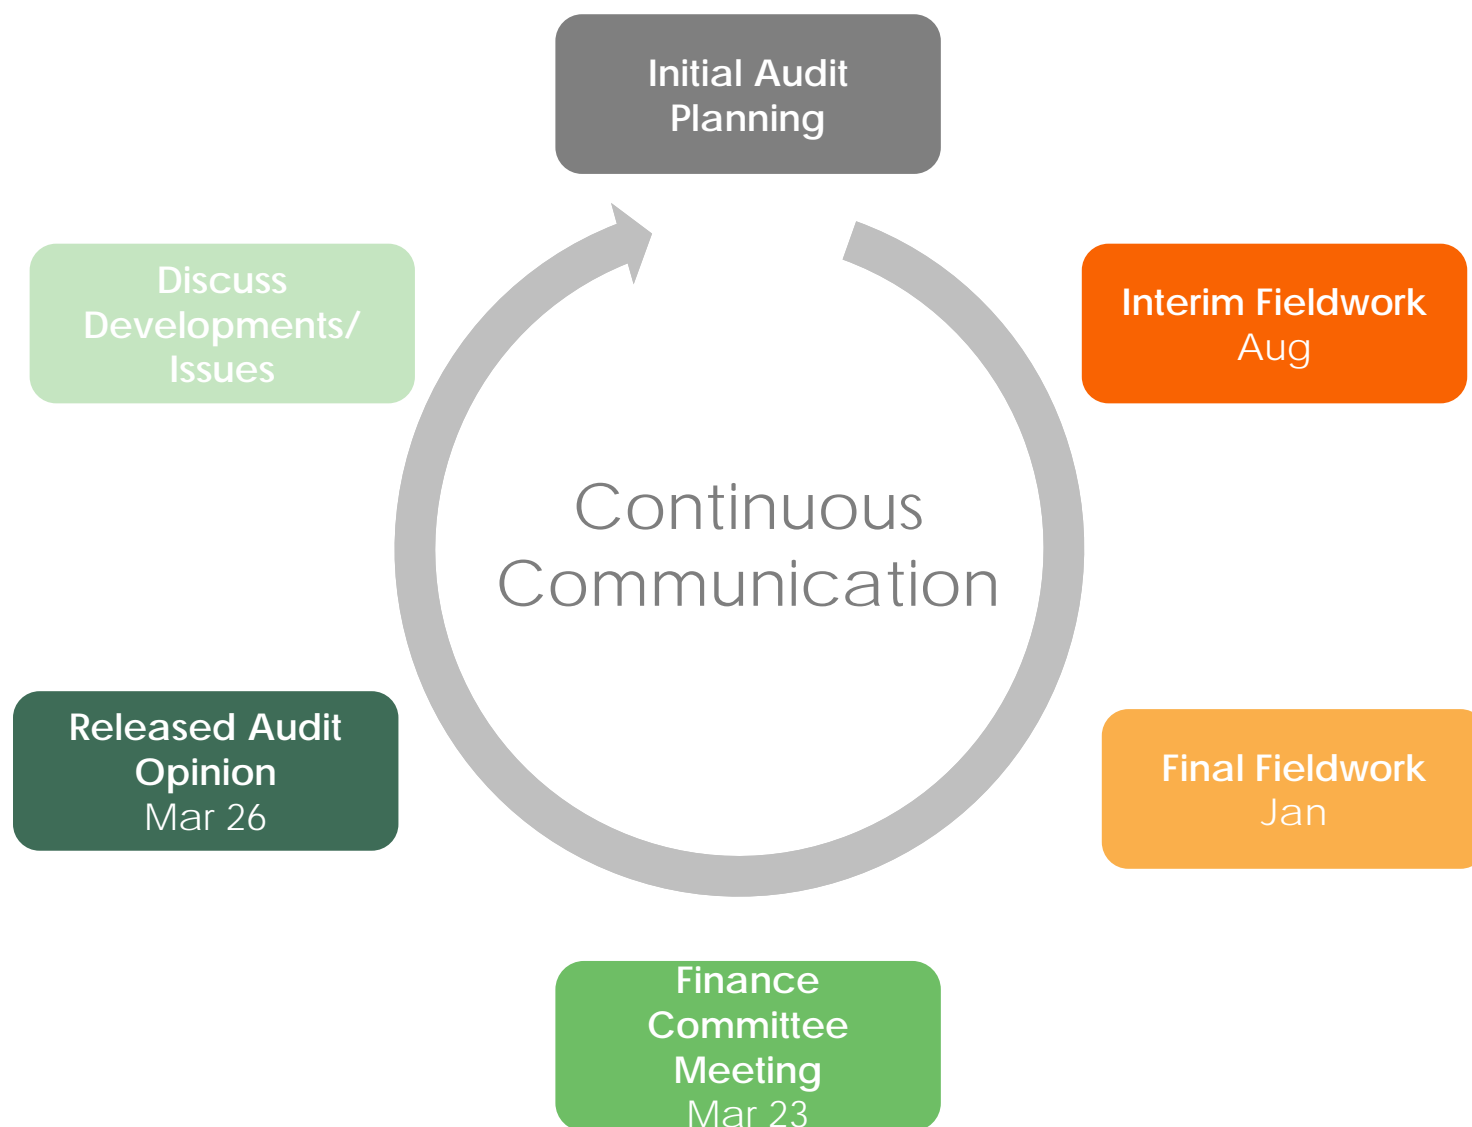 Initial Audit
Planning
Interim Fieldwork
Aug
Final Fieldwork
Jan
Finance
Committee
Meeting
Mar 23
Released Audit
Opinion
Mar 26
Discuss
Developments/
Issues
Continuous
Communication